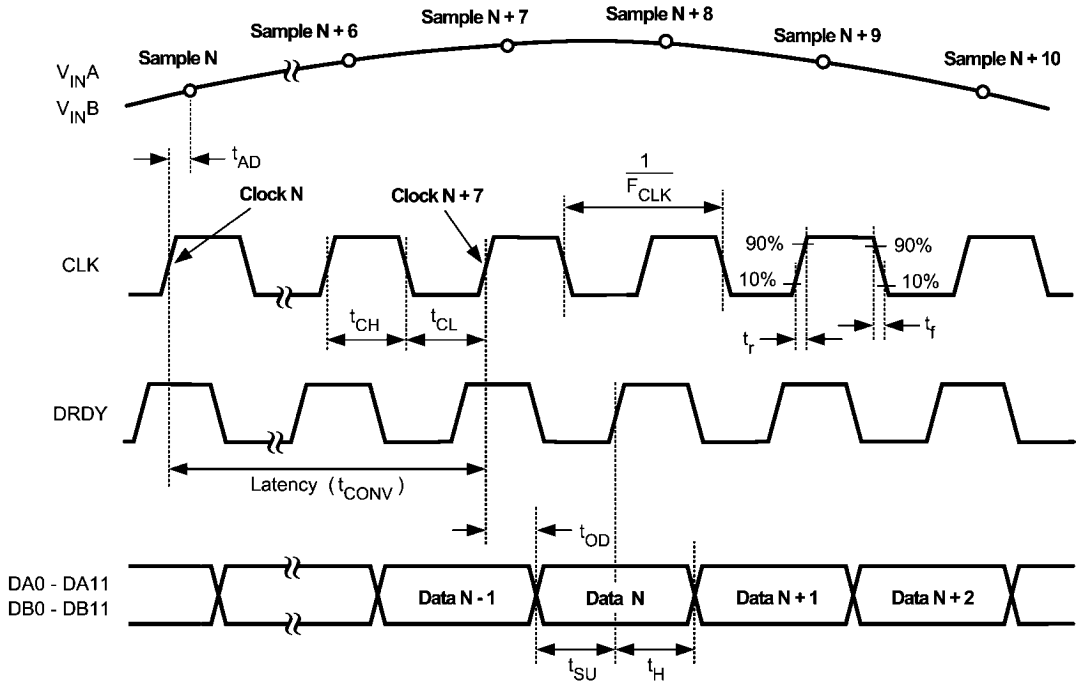 Sample N
Sample N + 6
Sample N + 7
Sample N + 8
Sample N + 9
Sample N + 10
VINA
VINB
tAD
Clock N
Clock N + 7
1
FCLK
CLK
90%
90%
10%
10%
tCH
tCL
tr
tf
DRDY
Latency (tCONV)
tOD
DA0 - DA11
DB0 - DB11
Data N - 1
Data N
Data N + 1
Data N + 2
tSU
tH